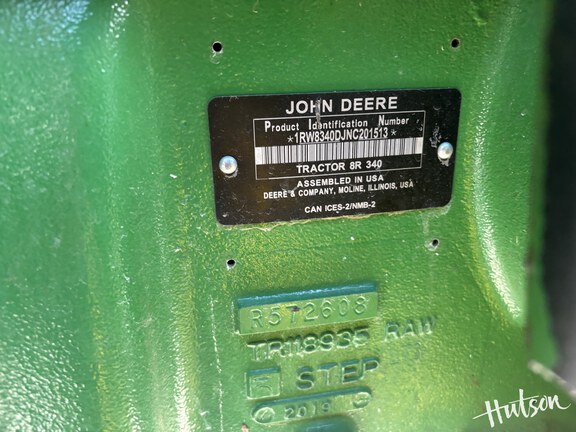 JOHN DEERE
Product Identification Number
*1RW8340DJNC201513*
TRACTOR 8R 340
ASSEMBLED IN USA
DEERE & COMPANY, MOLINE, ILLINOIS, USA
CAN ICES-2/NMB-2
R572608
RAW
STEP
2019
Hutson